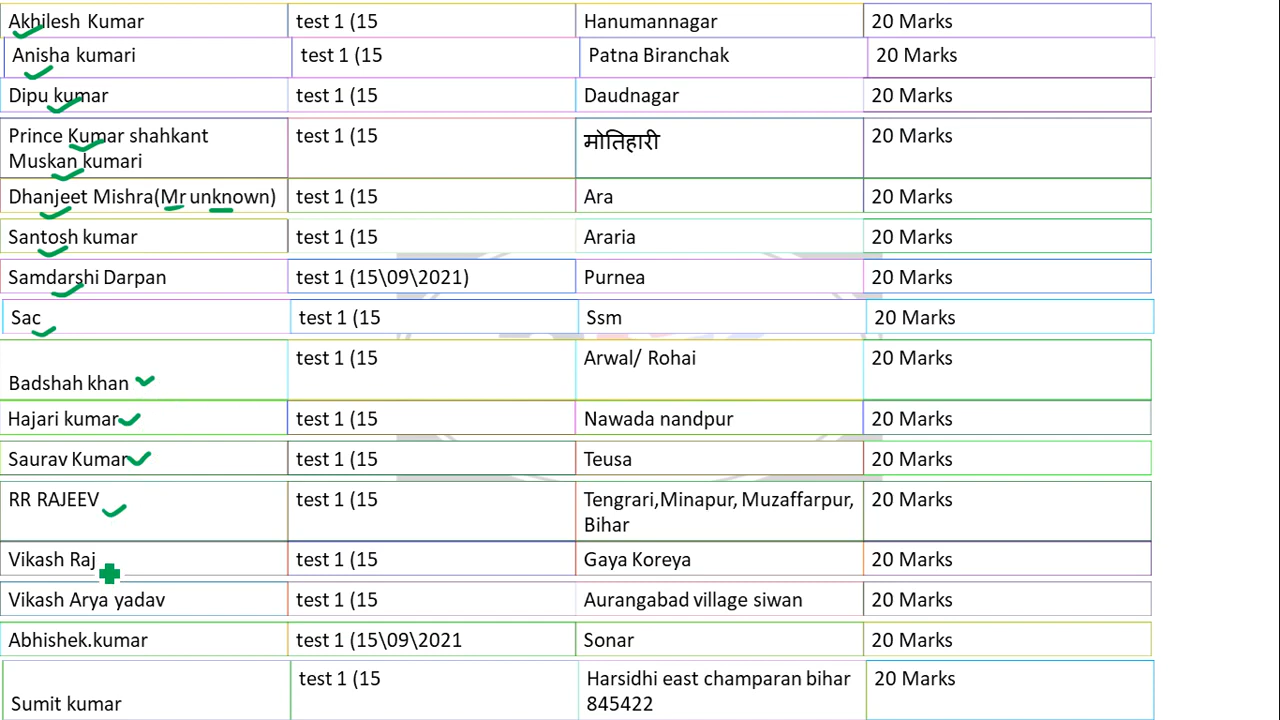 Akhilesh Kumar test 1 (15 Hanumannagar 20 Marks
Anisha kumari test 1 (15 Patna Biranchak 20 Marks
Dipu kumar test 1 (15 Daudnagar 20 Marks
Prince Kumar shahkant test 1 (15 मोतिहारी 20 Marks
Muskan kumari
Dhanjeet Mishra(Mr unknown) test 1 (15 Ara 20 Marks
Santosh kumar test 1 (15 Araria 20 Marks
Samdarshi Darpan test 1 (15\09\2021) Purnea 20 Marks
Sac test 1 (15 Ssm 20 Marks
test 1 (15 Arwal/ Rohai 20 Marks
Badshah khan
Hajari kumar test 1 (15 Nawada nandpur 20 Marks
Saurav Kumar test 1 (15 Teusa 20 Marks
RR RAJEEV test 1 (15 Tengrari,Minapur, Muzaffarpur, 20 Marks
Bihar
Vikash Raj test 1 (15 Gaya Koreya 20 Marks
Vikash Arya yadav test 1 (15 Aurangabad village siwan 20 Marks
Abhishek.kumar test 1 (15\09\2021 Sonar 20 Marks
test 1 (15 Harsidhi east champaran bihar 20 Marks
Sumit kumar 845422